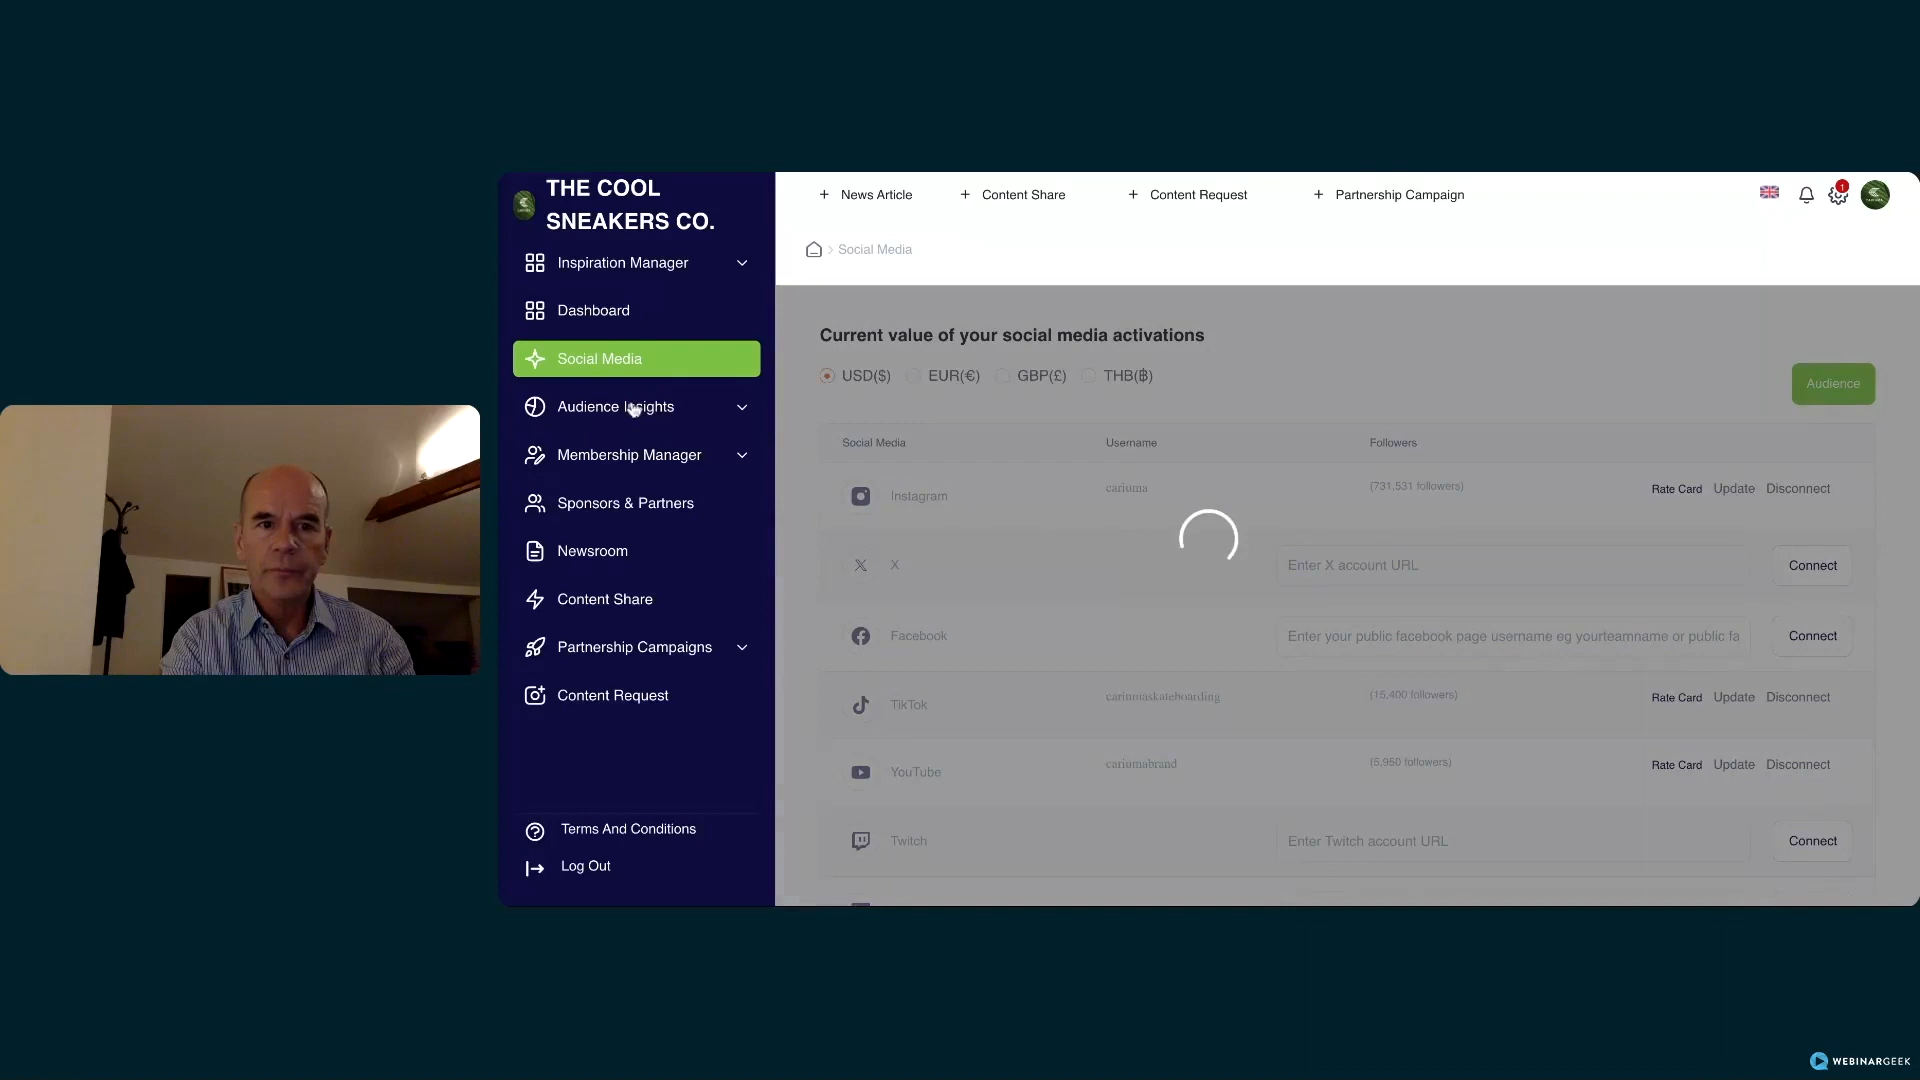 THE COOL
SNEAKERS CO.
Inspiration Manager
Dashboard
Social Media
Audience Insights
Membership Manager
Sponsors & Partners
Newsroom
Content Share
Partnership Campaigns
Content Request
Terms And Conditions
Log Out
+ News Article + Content Share + Content Request + Partnership Campaign 1
> Social Media
Current value of your social media activations
USD($) EUR(€) GBP(£) THB(฿)
Audience
Social Media Username Followers
Instagram cariuma (731,531 followers) Rate Card Update Disconnect
X Enter X account URL Connect
Facebook Enter your public facebook page username eg yourteamname or public fa Connect
TikTok cariumaskateboarding (15,400 followers) Rate Card Update Disconnect
YouTube cariumabrand (5,950 followers) Rate Card Update Disconnect
Twitch Enter Twitch account URL Connect
WEBINARGEEK